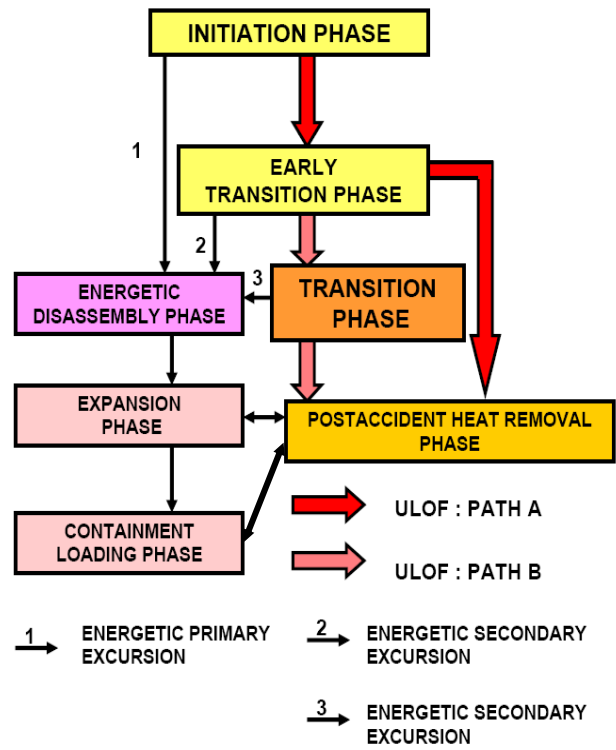 INITIATION PHASE
1
EARLY
TRANSITION PHASE
2
3
ENERGETIC
DISASSEMBLY PHASE
TRANSITION
PHASE
EXPANSION
PHASE
POSTACCIDENT HEAT REMOVAL
PHASE
CONTAINMENT
LOADING PHASE
ULOF : PATH A
ULOF : PATH B
1
ENERGETIC PRIMARY
EXCURSION
2
ENERGETIC SECONDARY
EXCURSION
3
ENERGETIC SECONDARY
EXCURSION